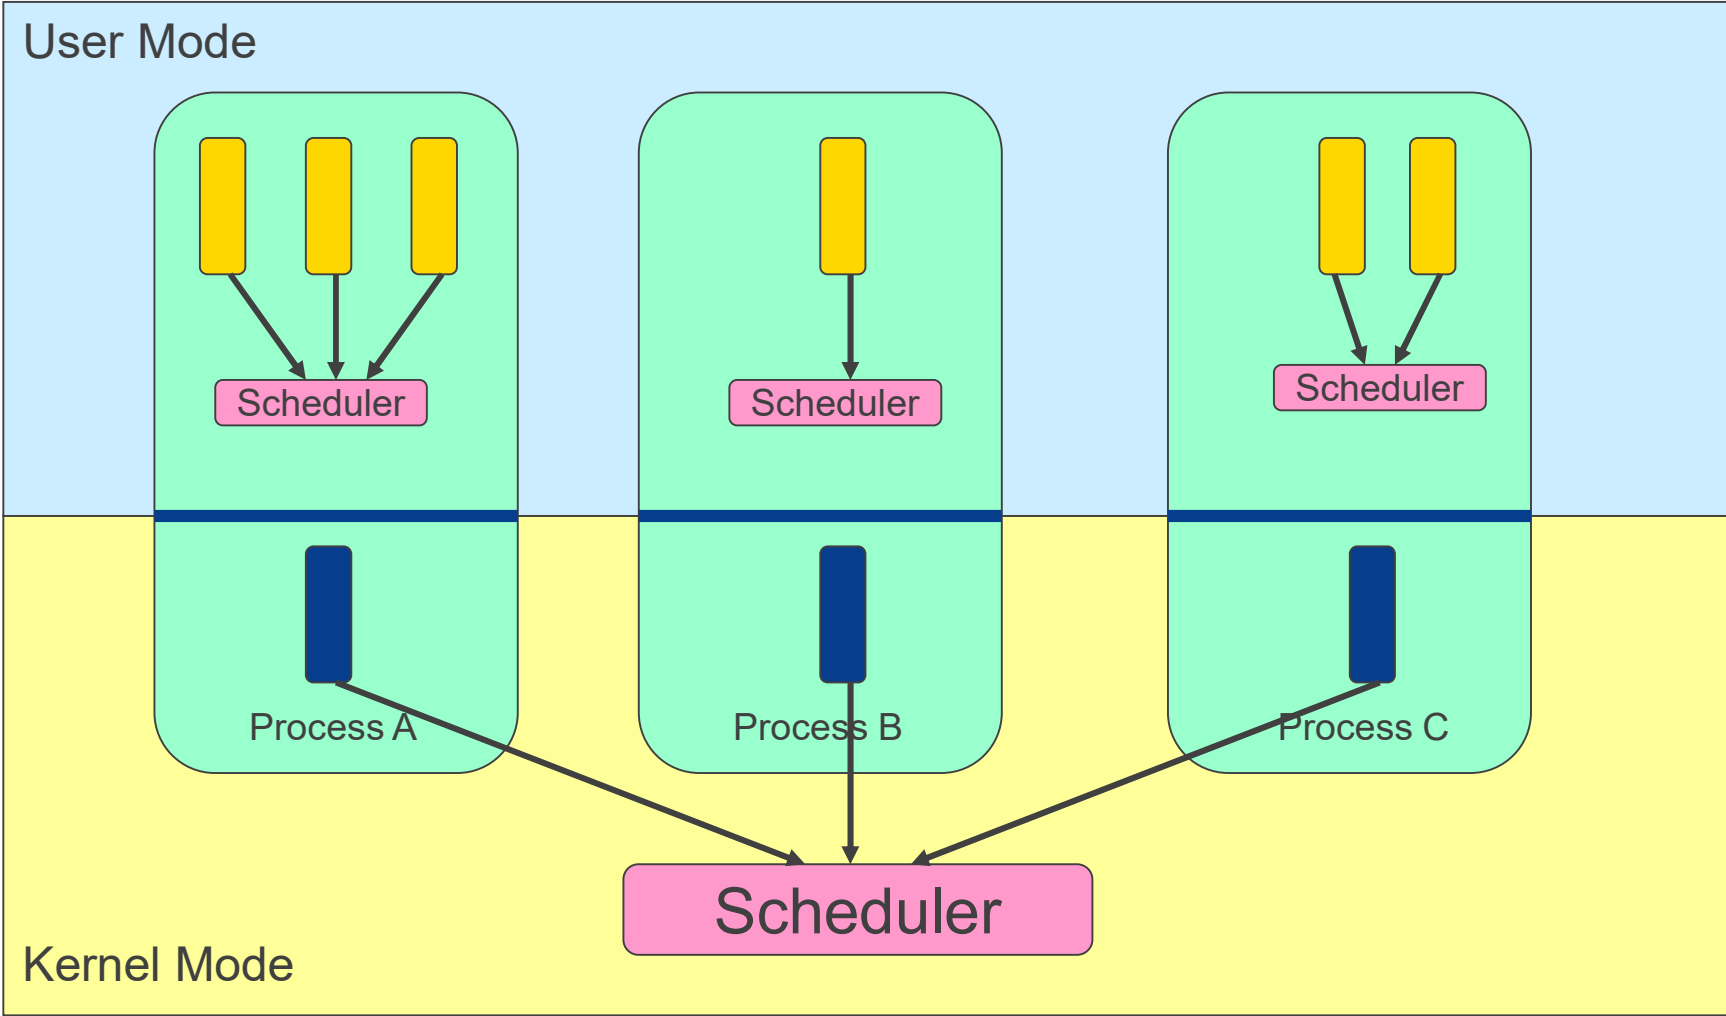 User Mode
Scheduler
Scheduler
Scheduler
Process A
Process B
Process C
Scheduler
Kernel Mode